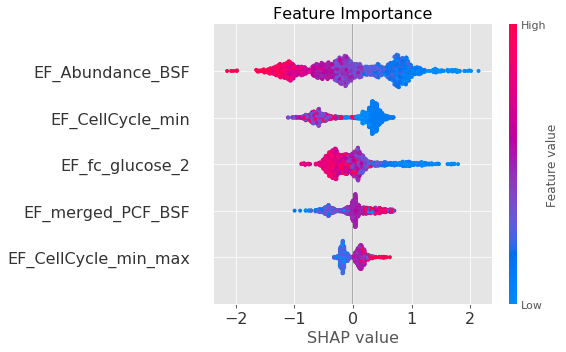 Feature Importance
High
EF_Abundance_BSF
EF_CellCycle_min
EF_fc_glucose_2
EF_merged_PCF_BSF
EF_CellCycle_min_max
Feature value
Low
−2 −1 0 1 2
SHAP value